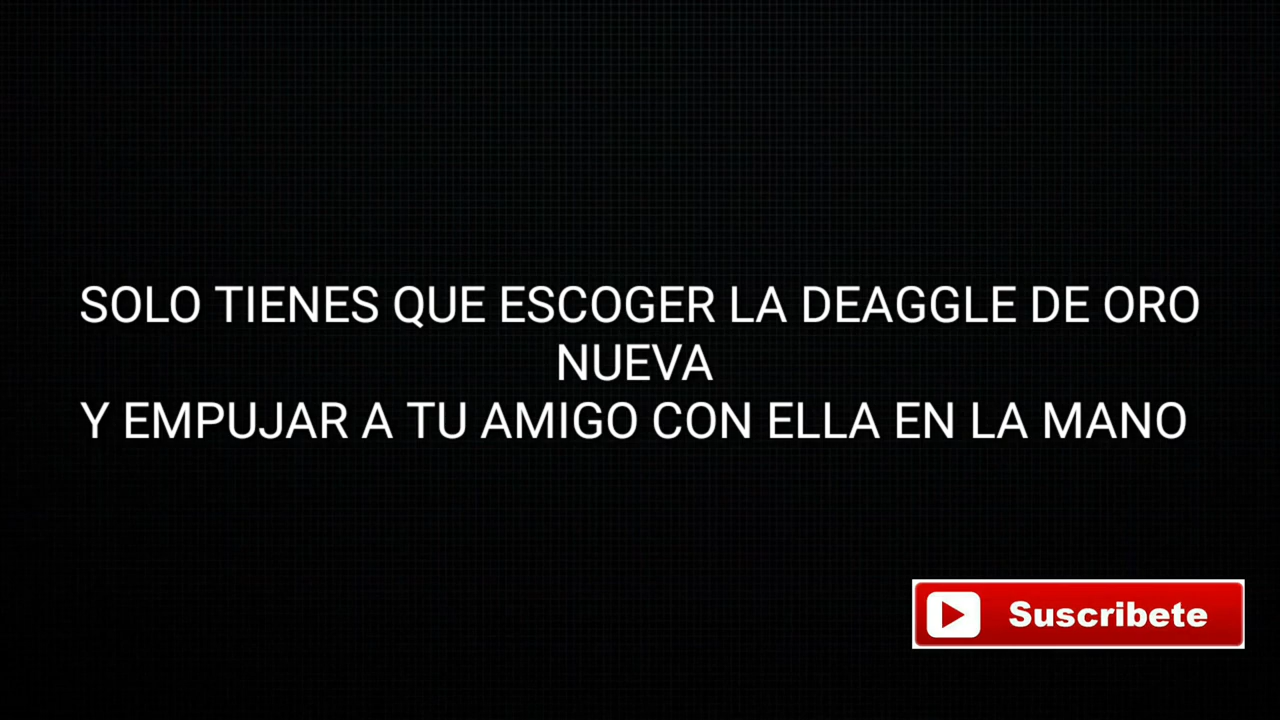 SOLO TIENES QUE ESCOGER LA DEAGGLE DE ORO
NUEVA
Y EMPUJAR A TU AMIGO CON ELLA EN LA MANO
Suscribete